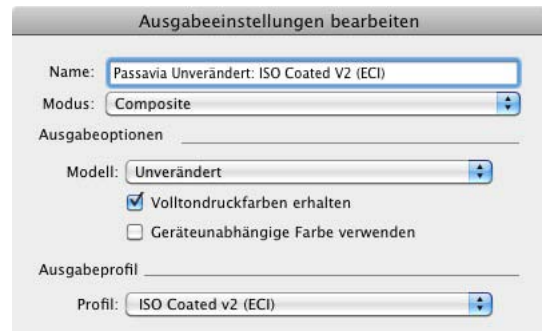 Ausgabeeinstellungen bearbeiten
Name: Passavia Unverändert: ISO Coated V2 (ECI)
Modus: Composite
Ausgabeoptionen
Modell: Unverändert
Volltondruckfarben erhalten
Geräteunabhängige Farbe verwenden
Ausgabeprofil
Profil: ISO Coated v2 (ECI)